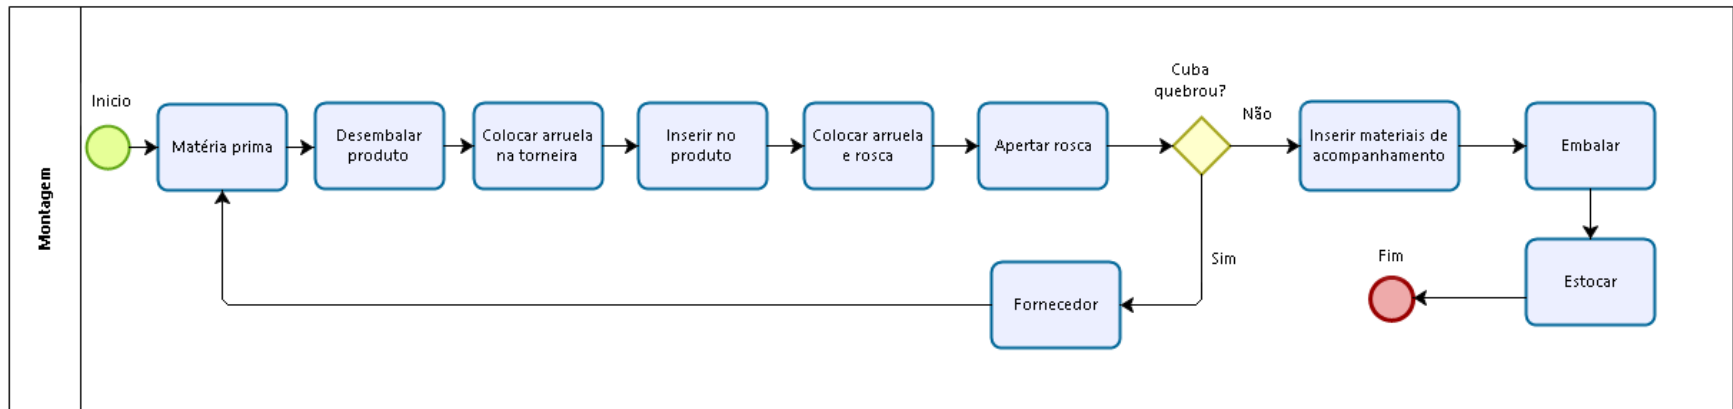 Montagem
Inicio
Matéria prima
Desembalar
produto
Colocar arruela
na torneira
Inserir no
produto
Colocar arruela
e rosca
Apertar rosca
Cuba
quebrou?
Não
Inserir materiais de
acompanhamento
Embalar
Sim
Fornecedor
Estocar
Fim